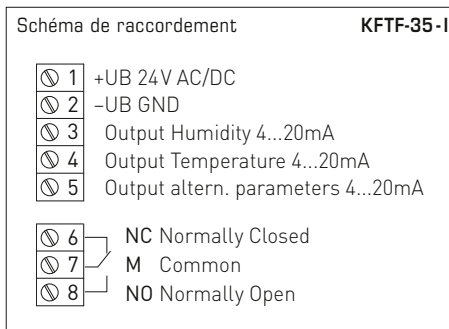 Schéma de raccordement KFTF-35-I
1 +UB 24V AC/DC
2 –UB GND
3 Output Humidity 4...20mA
4 Output Temperature 4...20mA
5 Output altern. parameters 4...20mA
6 NC Normally Closed
7 M Common
8 NO Normally Open